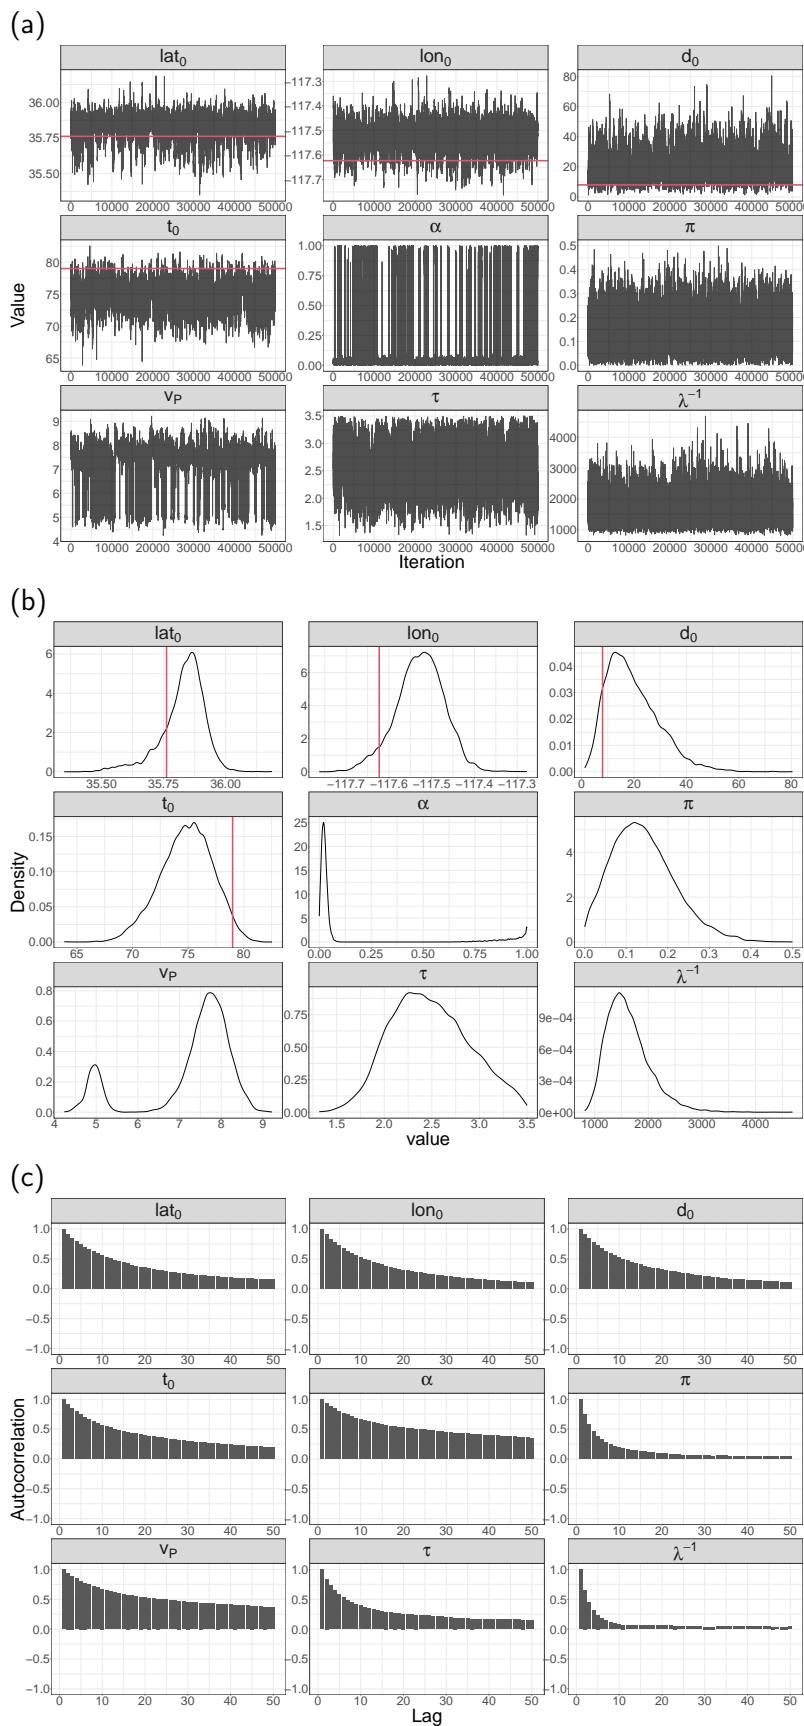 (a)
lat₀ lon₀ d₀
36.00 35.75 35.50
−117.3 −117.4 −117.5 −117.6 −117.7
80 60 40 20 0
0 10000 20000 30000 40000 50000 0 10000 20000 30000 40000 50000 0 10000 20000 30000 40000 50000
t₀ α π
Value
80 75 70 65
1.00 0.75 0.50 0.25 0.00
0.5 0.4 0.3 0.2 0.1 0.0
0 10000 20000 30000 40000 50000 0 10000 20000 30000 40000 50000 0 10000 20000 30000 40000 50000
v_P τ λ⁻¹
9 8 7 6 5 4
3.5 3.0 2.5 2.0 1.5
4000 3000 2000 1000
0 10000 20000 30000 40000 50000 0 10000 20000 30000 40000 50000 0 10000 20000 30000 40000 50000
Iteration
(b)
lat₀ lon₀ d₀
6 4 2 0
6 4 2 0
0.04 0.03 0.02 0.01 0.00
35.50 35.75 36.00 −117.7 −117.6 −117.5 −117.4 −117.3 0 20 40 60 80
t₀ α π
Density
0.15 0.10 0.05 0.00
25 20 15 10 5 0
4 2 0
65 70 75 80 0.00 0.25 0.50 0.75 1.00 0.0 0.1 0.2 0.3 0.4 0.5
v_P τ λ⁻¹
0.8 0.6 0.4 0.2 0.0
0.75 0.50 0.25 0.00
9e−04 6e−04 3e−04 0e+00
4 5 6 7 8 9 1.5 2.0 2.5 3.0 3.5 1000 2000 3000 4000
value
(c)
lat₀ lon₀ d₀
1.0 0.5 0.0 −0.5 −1.0
1.0 0.5 0.0 −0.5 −1.0
1.0 0.5 0.0 −0.5 −1.0
0 10 20 30 40 50 0 10 20 30 40 50 0 10 20 30 40 50
t₀ α π
Autocorrelation
1.0 0.5 0.0 −0.5 −1.0
1.0 0.5 0.0 −0.5 −1.0
1.0 0.5 0.0 −0.5 −1.0
0 10 20 30 40 50 0 10 20 30 40 50 0 10 20 30 40 50
v_P τ λ⁻¹
1.0 0.5 0.0 −0.5 −1.0
1.0 0.5 0.0 −0.5 −1.0
1.0 0.5 0.0 −0.5 −1.0
0 10 20 30 40 50 0 10 20 30 40 50 0 10 20 30 40 50
Lag